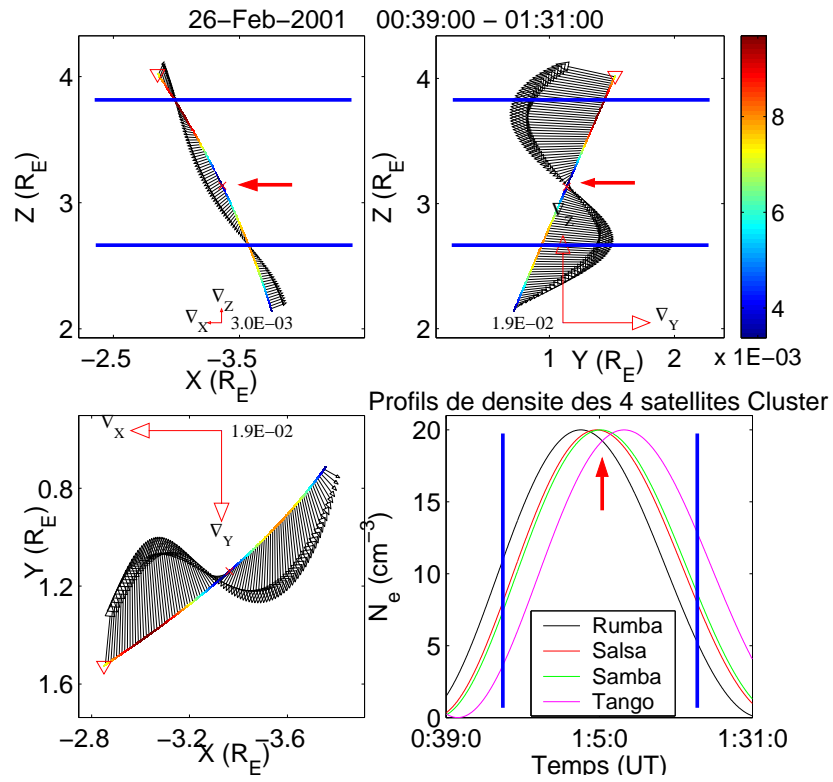 26-Feb-2001 00:39:00 – 01:31:00
4
3
2
Z (R_E)
−2.5 −3.5
X (R_E)
∇_Z
∇_X 3.0E−03
4
3
2
Z (R_E)
1 2
Y (R_E)
∇_Z
1.9E−02 ∇_Y
8
6
4
x 1E−03
∇_X 1.9E−02
∇_Y
0.8
1.2
1.6
Y (R_E)
−2.8 −3.2 −3.6
X (R_E)
Profils de densite des 4 satellites Cluster
20
15
10
5
0
N_e (cm^-3)
Rumba
Salsa
Samba
Tango
0:39:0 1:5:0 1:31:0
Temps (UT)